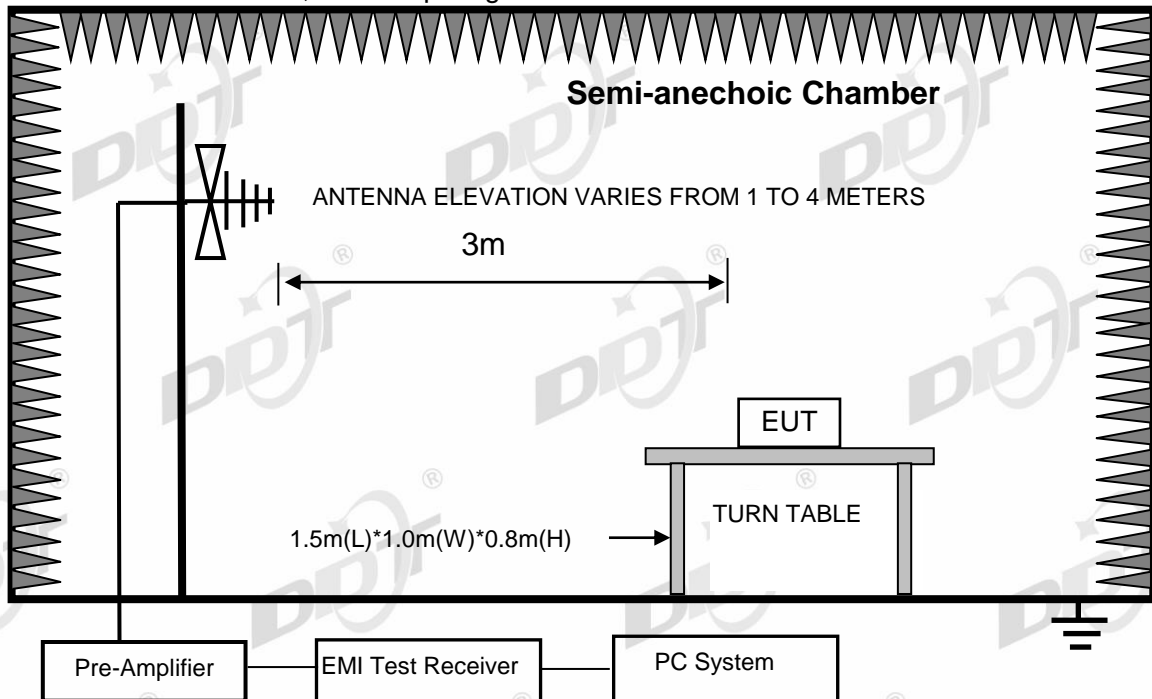 Semi-anechoic Chamber
ANTENNA ELEVATION VARIES FROM 1 TO 4 METERS
3m
EUT
TURN TABLE
1.5m(L)*1.0m(W)*0.8m(H)
Pre-Amplifier
EMI Test Receiver
PC System